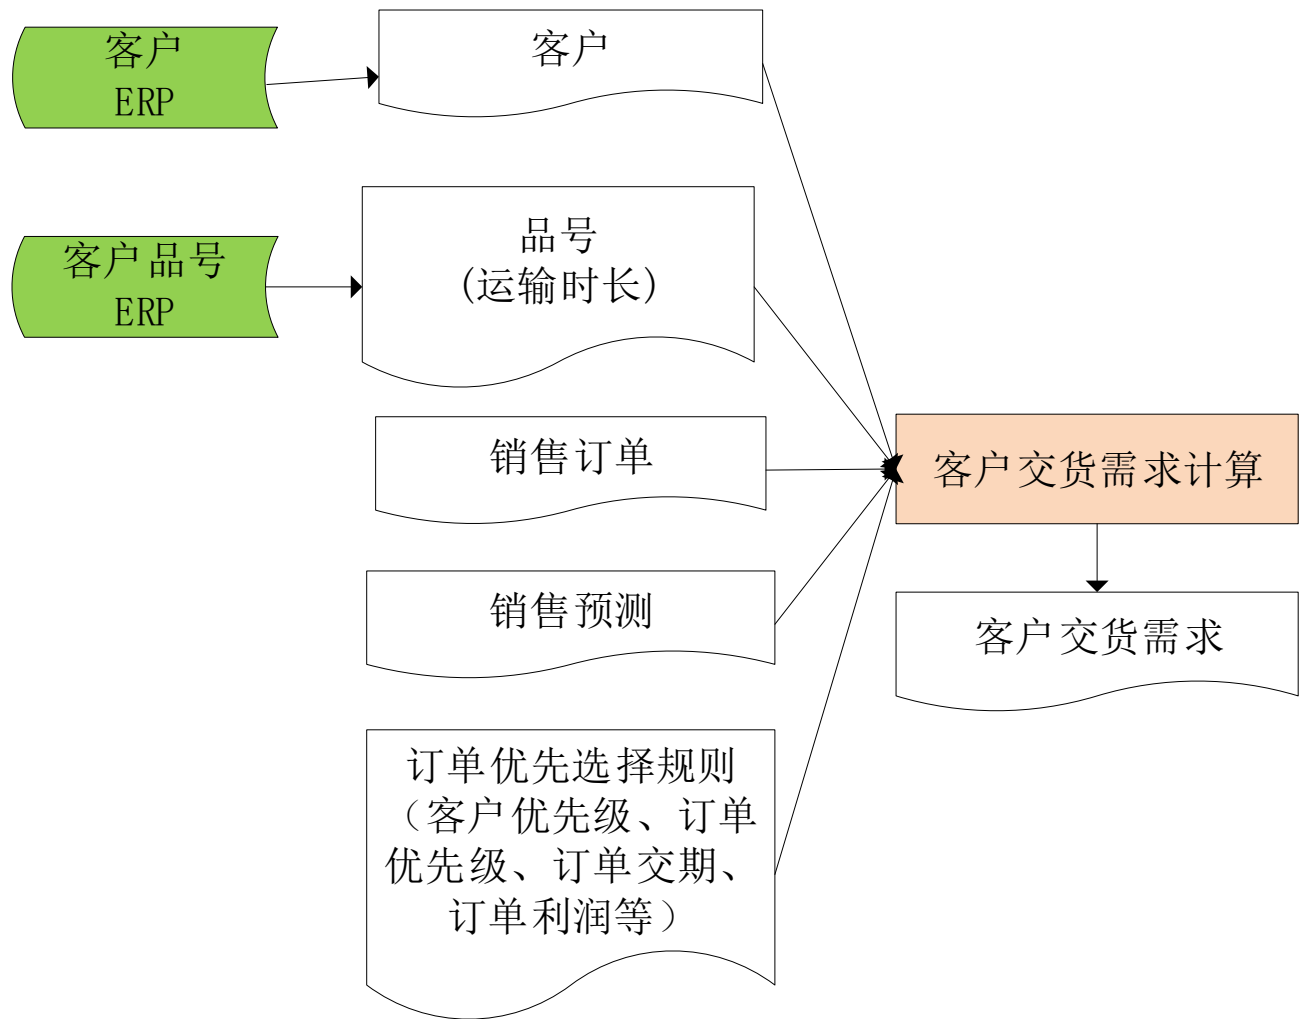 客户
ERP
客户
客户品号
ERP
品号
(运输时长)
销售订单
客户交货需求计算
销售预测
客户交货需求
订单优先选择规则
（客户优先级、订单
优先级、订单交期、
订单利润等）